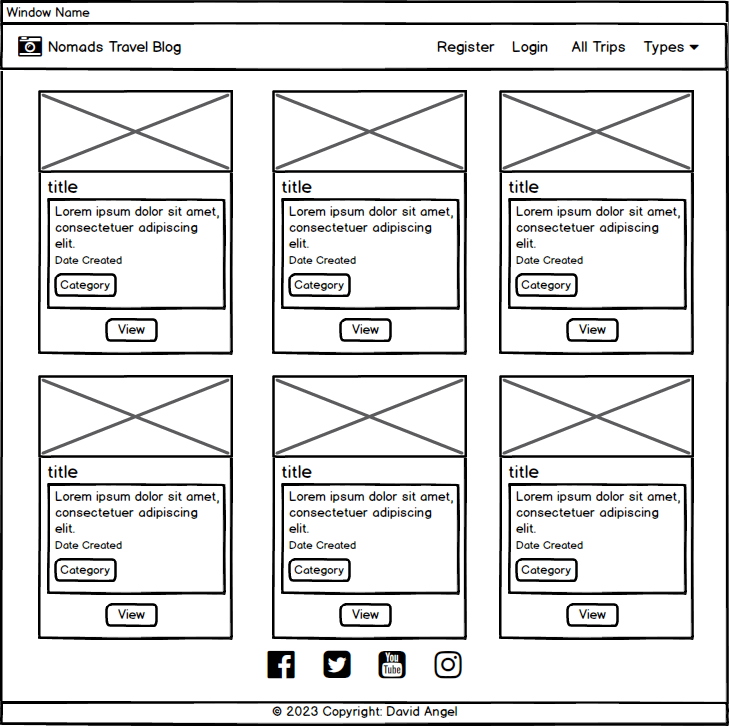 Window Name
Nomads Travel Blog Register Login All Trips Types
title title title
Lorem ipsum dolor sit amet, Lorem ipsum dolor sit amet, Lorem ipsum dolor sit amet,
consectetuer adipiscing consectetuer adipiscing consectetuer adipiscing
elit. elit. elit.
Date Created Date Created Date Created
Category Category Category
View View View
title title title
Lorem ipsum dolor sit amet, Lorem ipsum dolor sit amet, Lorem ipsum dolor sit amet,
consectetuer adipiscing consectetuer adipiscing consectetuer adipiscing
elit. elit. elit.
Date Created Date Created Date Created
Category Category Category
View View View
You
Tube
© 2023 Copyright: David Angel